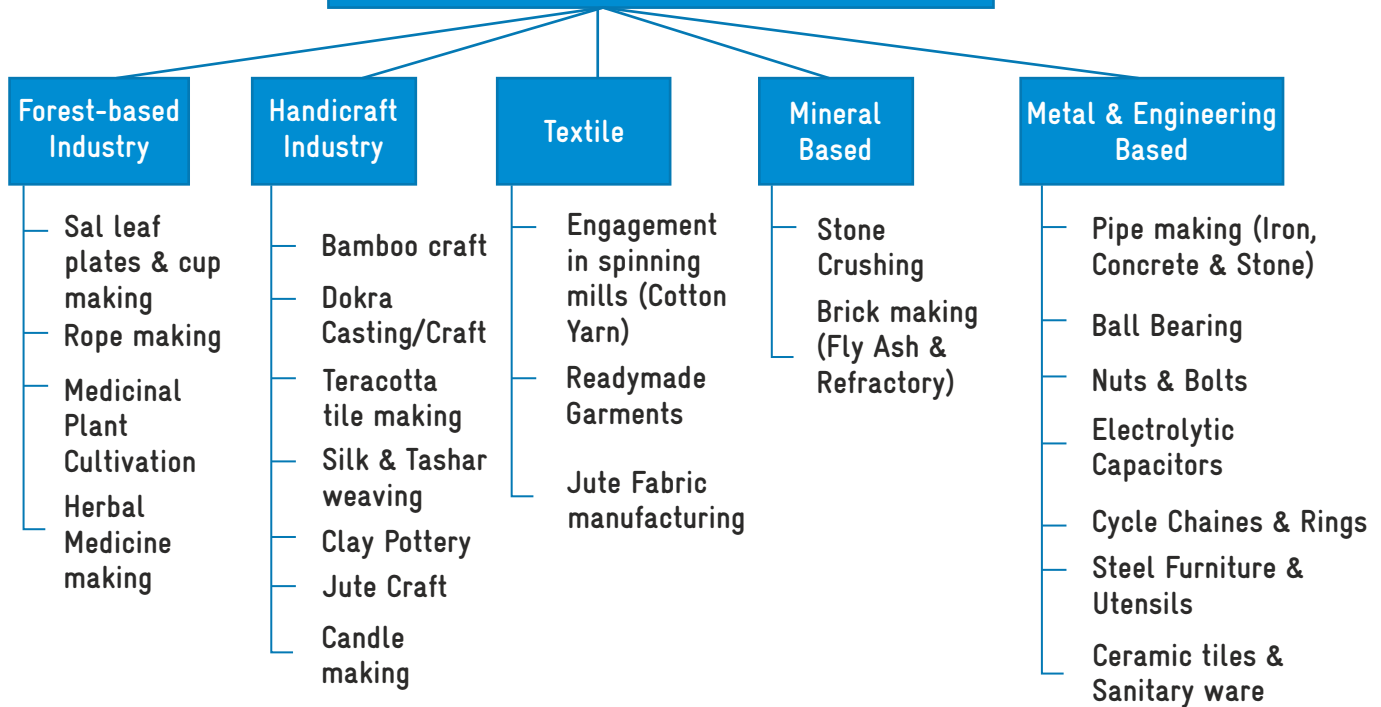 Forest-based
Industry
Sal leaf
plates & cup
making
Rope making
Medicinal
Plant
Cultivation
Herbal
Medicine
making
Handicraft
Industry
Bamboo craft
Dokra
Casting/Craft
Teracotta
tile making
Silk & Tashar
weaving
Clay Pottery
Jute Craft
Candle
making
Textile
Engagement
in spinning
mills (Cotton
Yarn)
Readymade
Garments
Jute Fabric
manufacturing
Mineral
Based
Stone
Crushing
Brick making
(Fly Ash &
Refractory)
Metal & Engineering
Based
Pipe making (Iron,
Concrete & Stone)
Ball Bearing
Nuts & Bolts
Electrolytic
Capacitors
Cycle Chaines & Rings
Steel Furniture &
Utensils
Ceramic tiles &
Sanitary ware